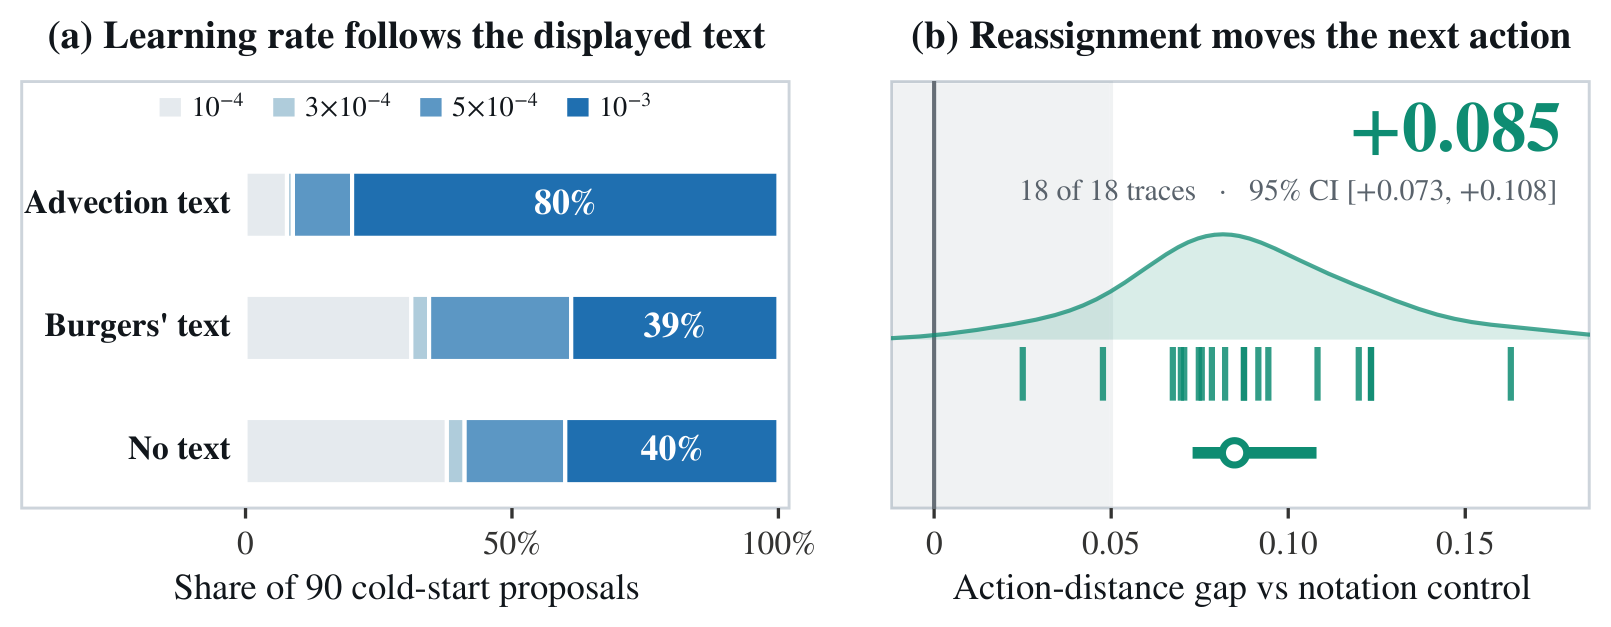 (a) Learning rate follows the displayed text
10⁻⁴ 3×10⁻⁴ 5×10⁻⁴ 10⁻³
Advection text 80%
Burgers' text 39%
No text 40%
0 50% 100%
Share of 90 cold-start proposals
(b) Reassignment moves the next action
+0.085
18 of 18 traces · 95% CI [+0.073, +0.108]
0 0.05 0.10 0.15
Action-distance gap vs notation control